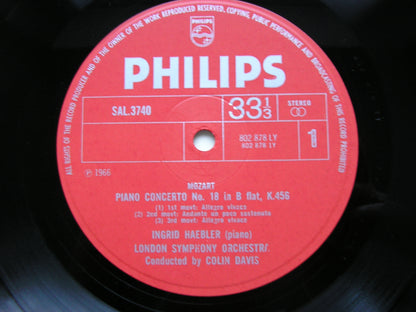 ALL RIGHTS OF THE RECORD PRODUCER AND OF THE OWNER OF THE WORK REPRODUCED RESERVED. COPYING, PUBLIC PERFORMANCE AND BROADCASTING OF THIS RECORD PROHIBITED
PHILIPS
PHILIPS
SAL.3740
33 1/3
STEREO
802 878 LY
802 878 LY
1
℗ 1966
MOZART
PIANO CONCERTO No. 18 in B flat, K.456
(1) 1st movt: Allegro vivace
(2) 2nd movt: Andante un poco sostenuto
(3) 3rd movt: Allegro vivace
INGRID HAEBLER (piano)
LONDON SYMPHONY ORCHESTRA
Conducted by COLIN DAVIS